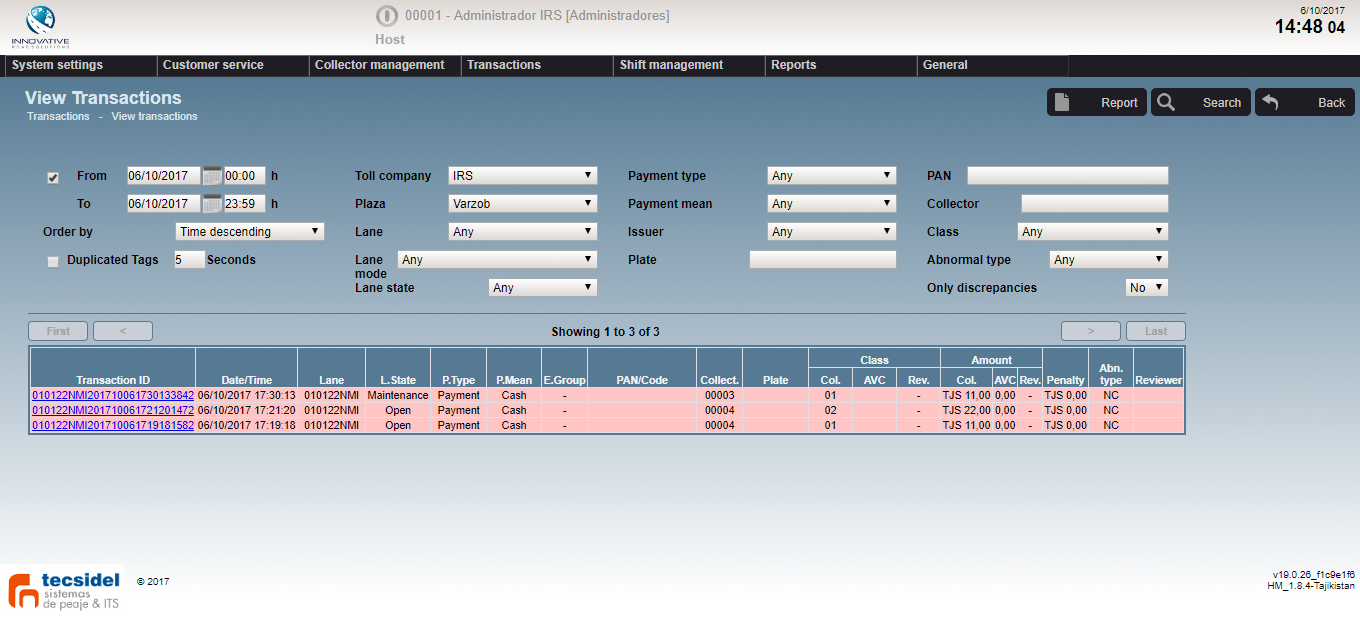 INNOVATIVE
ROAD SOLUTIONS
00001 - Administrador IRS [Administradores]
Host
6/10/2017
14:48 04
System settings Customer service Collector management Transactions Shift management Reports General
View Transactions
Transactions - View transactions
Report Search Back
From 06/10/2017 00:00 h Toll company IRS Payment type Any PAN
To 06/10/2017 23:59 h Plaza Varzob Payment mean Any Collector
Order by Time descending Lane Any Issuer Any Class Any
Duplicated Tags 5 Seconds Lane mode Any Plate Abnormal type Any
Lane state Any Only discrepancies No
First < Showing 1 to 3 of 3 > Last
Class Amount
Transaction ID Date/Time Lane L.State P.Type P.Mean E.Group PAN/Code Collect. Plate Col. AVC Rev. Col. AVC Rev. Penalty Abn. type Reviewer
010122NMI201710061730133842 06/10/2017 17:30:13 010122NMI Maintenance Payment Cash - 00003 01 - TJS 11,00 0,00 - TJS 0,00 NC
010122NMI201710061721201472 06/10/2017 17:21:20 010122NMI Open Payment Cash - 00004 02 - TJS 22,00 0,00 - TJS 0,00 NC
010122NMI201710061719181582 06/10/2017 17:19:18 010122NMI Open Payment Cash - 00004 01 - TJS 11,00 0,00 - TJS 0,00 NC
tecsidel
sistemas
de peaje & ITS
© 2017
v19.0.26_f1c9e1f6
HM_1.8.4-Tajikistan